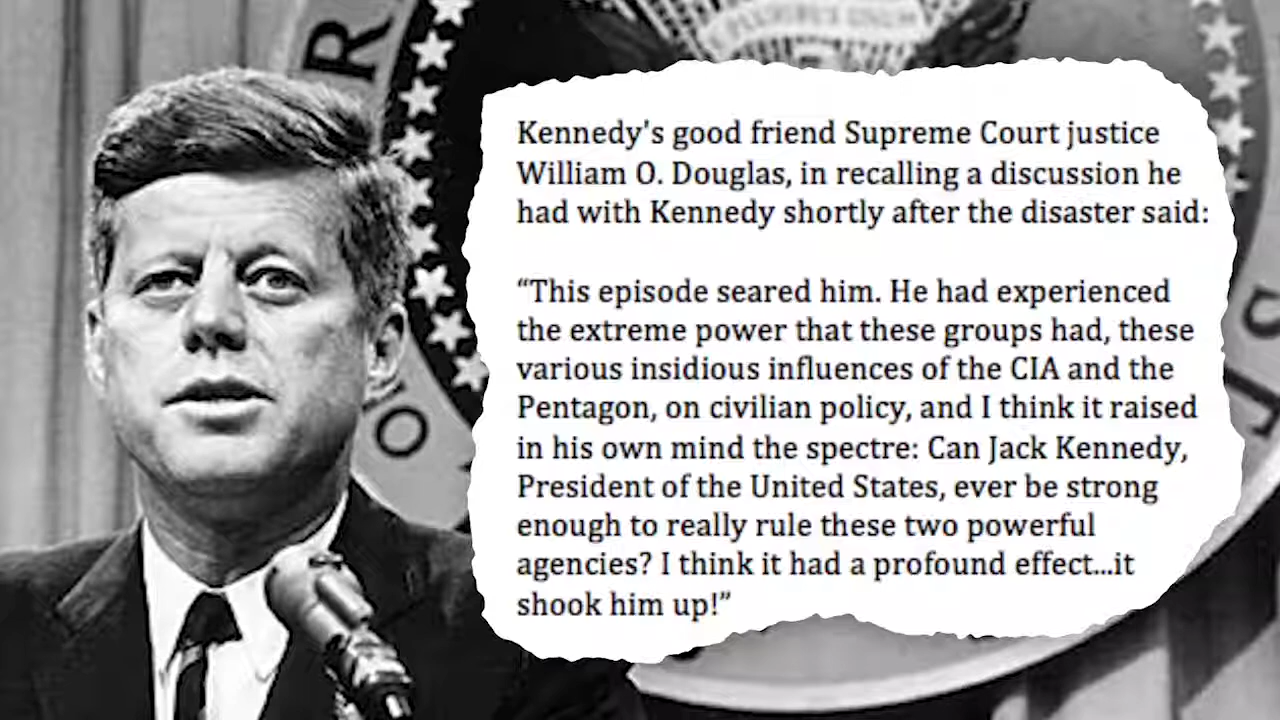 Kennedy's good friend Supreme Court justice
William O. Douglas, in recalling a discussion he
had with Kennedy shortly after the disaster said:
“This episode seared him. He had experienced
the extreme power that these groups had, these
various insidious influences of the CIA and the
Pentagon, on civilian policy, and I think it raised
in his own mind the spectre: Can Jack Kennedy,
President of the United States, ever be strong
enough to really rule these two powerful
agencies? I think it had a profound effect...it
shook him up!”